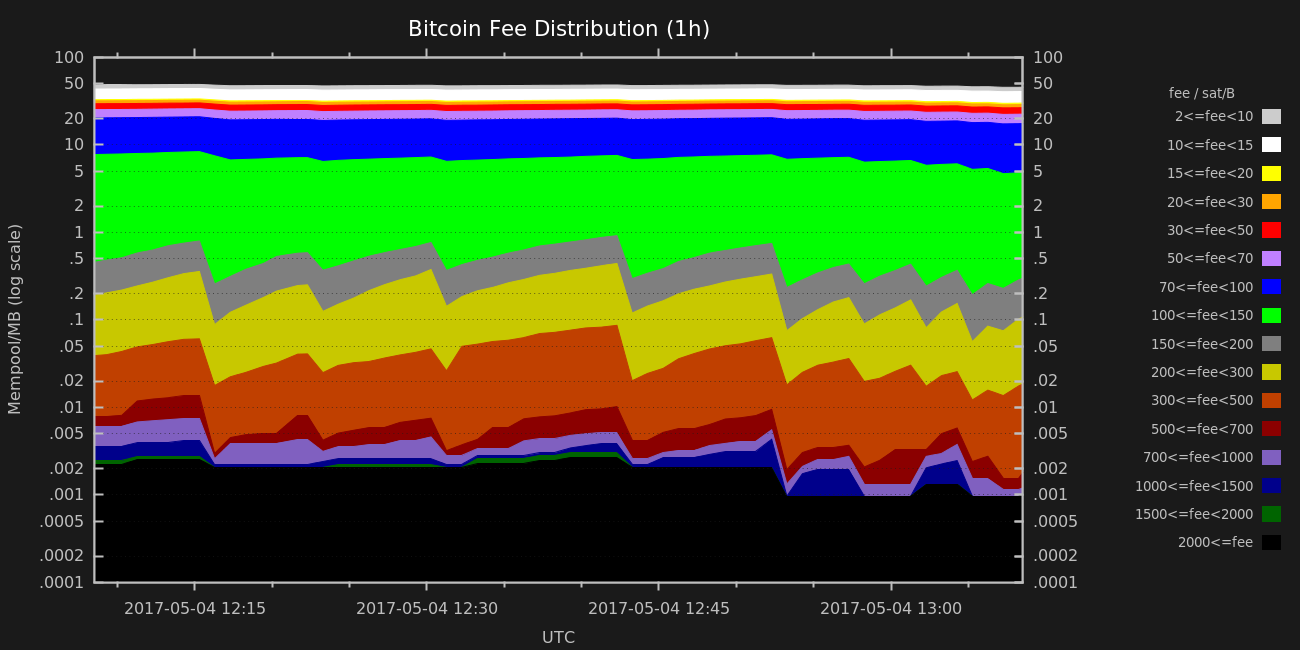 Bitcoin Fee Distribution (1h)
100
50
20
10
5
2
1
.5
.2
.1
.05
.02
.01
.005
.002
.001
.0005
.0002
.0001
Mempool/MB (log scale)
100
50
20
10
5
2
1
.5
.2
.1
.05
.02
.01
.005
.002
.001
.0005
.0002
.0001
2017-05-04 12:15
2017-05-04 12:30
2017-05-04 12:45
2017-05-04 13:00
UTC
fee / sat/B
2<=fee<10
10<=fee<15
15<=fee<20
20<=fee<30
30<=fee<50
50<=fee<70
70<=fee<100
100<=fee<150
150<=fee<200
200<=fee<300
300<=fee<500
500<=fee<700
700<=fee<1000
1000<=fee<1500
1500<=fee<2000
2000<=fee